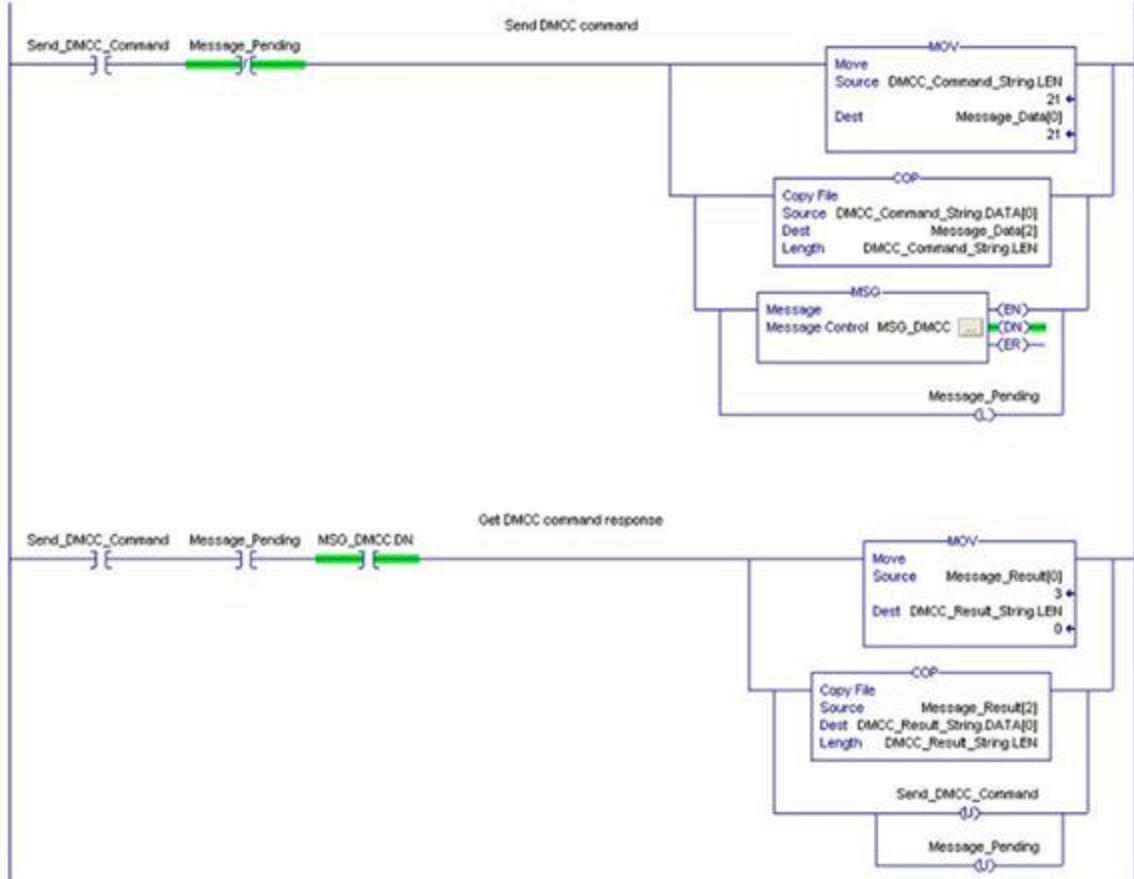 Send DMCC command
Send_DMCC_Command Message_Pending
MOV
Move
Source DMCC_Command_String.LEN
21
Dest Message_Data[0]
21
COP
Copy File
Source DMCC_Command_String.DATA[0]
Dest Message_Data[2]
Length DMCC_Command_String.LEN
MSG
Message
Message Control MSG_DMCC ...
EN
DN
ER
Message_Pending
L
Get DMCC command response
Send_DMCC_Command Message_Pending MSG_DMCC.DN
MOV
Move
Source Message_Result[0]
3
Dest DMCC_Result_String.LEN
0
COP
Copy File
Source Message_Result[2]
Dest DMCC_Result_String.DATA[0]
Length DMCC_Result_String.LEN
Send_DMCC_Command
U
Message_Pending
U